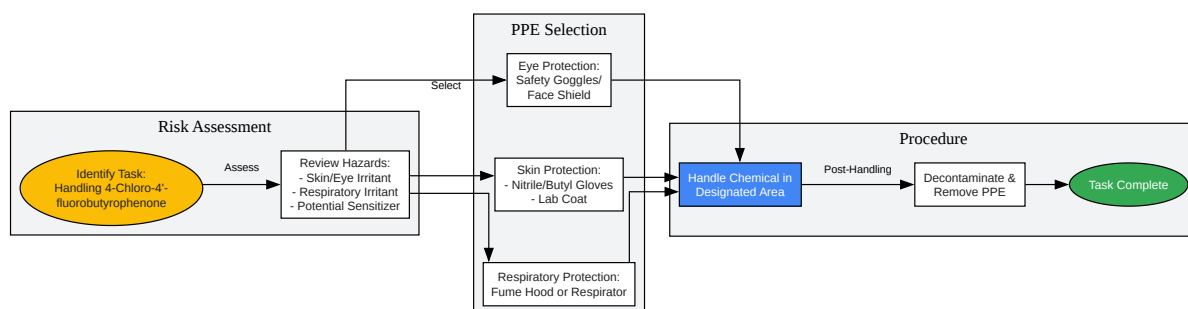 PPE Selection
Eye Protection:
Safety Goggles/
Face Shield
Select
Risk Assessment
Identify Task:
Handling 4-Chloro-4'-
fluorobutyrophenone
Assess
Review Hazards:
- Skin/Eye Irritant
- Respiratory Irritant
- Potential Sensitizer
Skin Protection:
- Nitrile/Butyl Gloves
- Lab Coat
Respiratory Protection:
Fume Hood or Respirator
Procedure
Handle Chemical in
Designated Area
Post-Handling
Decontaminate &
Remove PPE
Task Complete